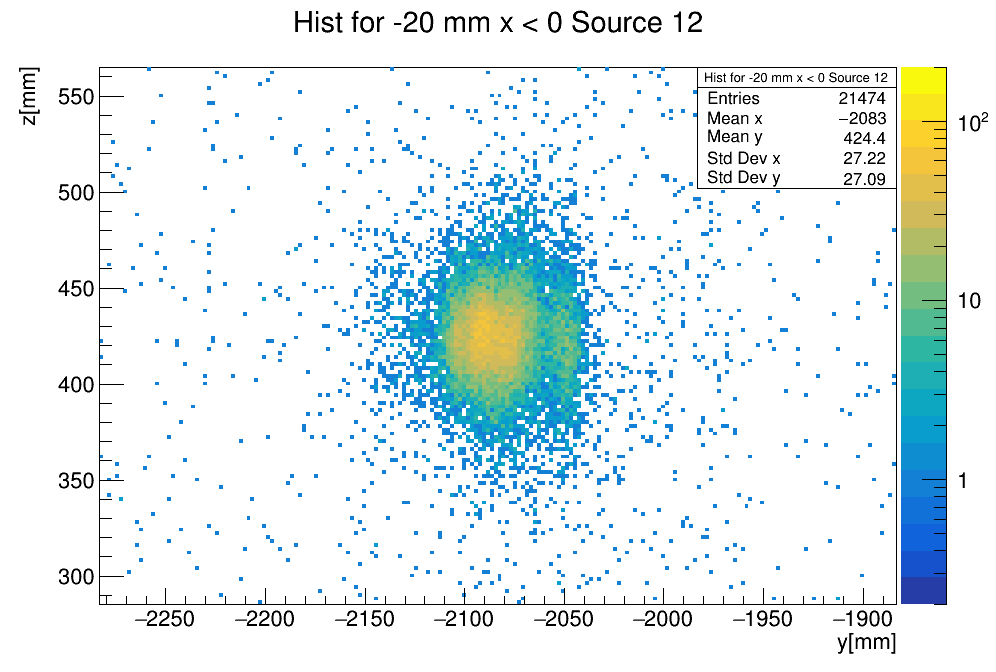 Hist for -20 mm x < 0 Source 12
z[mm]
Hist for -20 mm x < 0 Source 12
Entries 21474
Mean x −2083
Mean y 424.4
Std Dev x 27.22
Std Dev y 27.09
550
500
450
400
350
300
10²
10
1
−2250 −2200 −2150 −2100 −2050 −2000 −1950 −1900
y[mm]